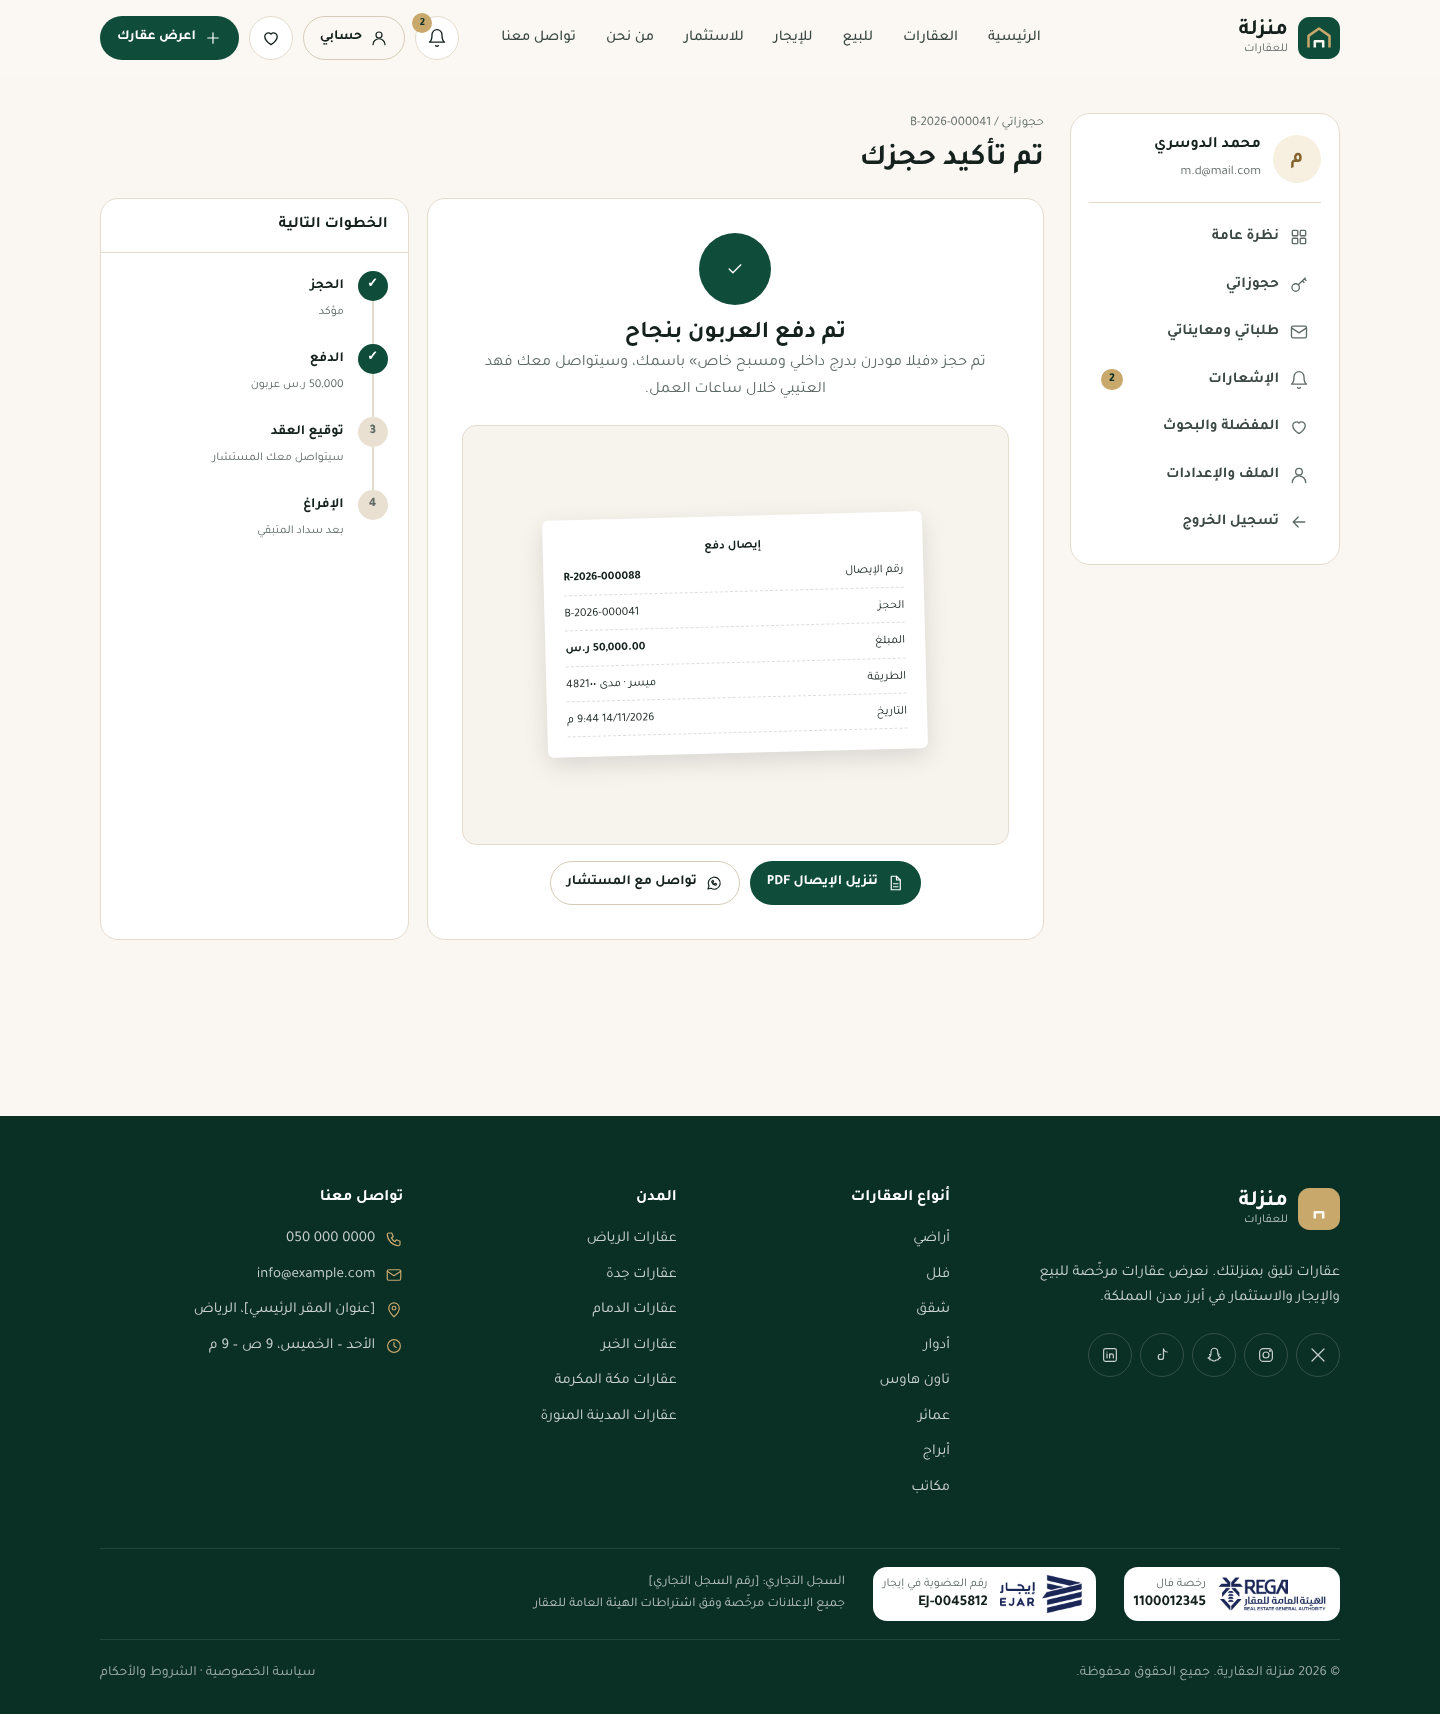 منزلة
للعقارات
الرئيسية
العقارات
للبيع
للإيجار
للاستثمار
من نحن
تواصل معنا
2
حسابي
اعرض عقارك
محمد الدوسري
م
m.d@mail.com
نظرة عامة
حجوزاتي
طلباتي ومعايناتي
الإشعارات
2
المفضلة والبحوث
الملف والإعدادات
تسجيل الخروج
حجوزاتي / B-2026-000041
تم تأكيد حجزك
تم دفع العربون بنجاح
تم حجز «فيلا مودرن بدرج داخلي ومسبح خاص» باسمك، وسيتواصل معك فهد
العتيبي خلال ساعات العمل.
إيصال دفع
رقم الإيصال R-2026-000088
الحجز B-2026-000041
المبلغ 50,000.00 ر.س
الطريقة ميسر · مدى ••4821
التاريخ 14/11/2026 9:44 م
تنزيل الإيصال PDF
تواصل مع المستشار
الخطوات التالية
✓ الحجز
مؤكد
✓ الدفع
50,000 ر.س عربون
3 توقيع العقد
سيتواصل معك المستشار
4 الإفراغ
بعد سداد المتبقي
منزلة
للعقارات
عقارات تليق بمنزلتك. نعرض عقارات مرخّصة للبيع
والإيجار والاستثمار في أبرز مدن المملكة.
أنواع العقارات
أراضي
فلل
شقق
أدوار
تاون هاوس
عمائر
أبراج
مكاتب
المدن
عقارات الرياض
عقارات جدة
عقارات الدمام
عقارات الخبر
عقارات مكة المكرمة
عقارات المدينة المنورة
تواصل معنا
050 000 0000
info@example.com
[عنوان المقر الرئيسي]، الرياض
الأحد – الخميس، 9 ص – 9 م
REGA
الهيئة العامة للعقار
REAL ESTATE GENERAL AUTHORITY
رخصة فال
1100012345
إيجار
EJAR
رقم العضوية في إيجار
EJ-0045812
السجل التجاري: [رقم السجل التجاري]
جميع الإعلانات مرخّصة وفق اشتراطات الهيئة العامة للعقار
© 2026 منزلة العقارية. جميع الحقوق محفوظة.
سياسة الخصوصية · الشروط والأحكام